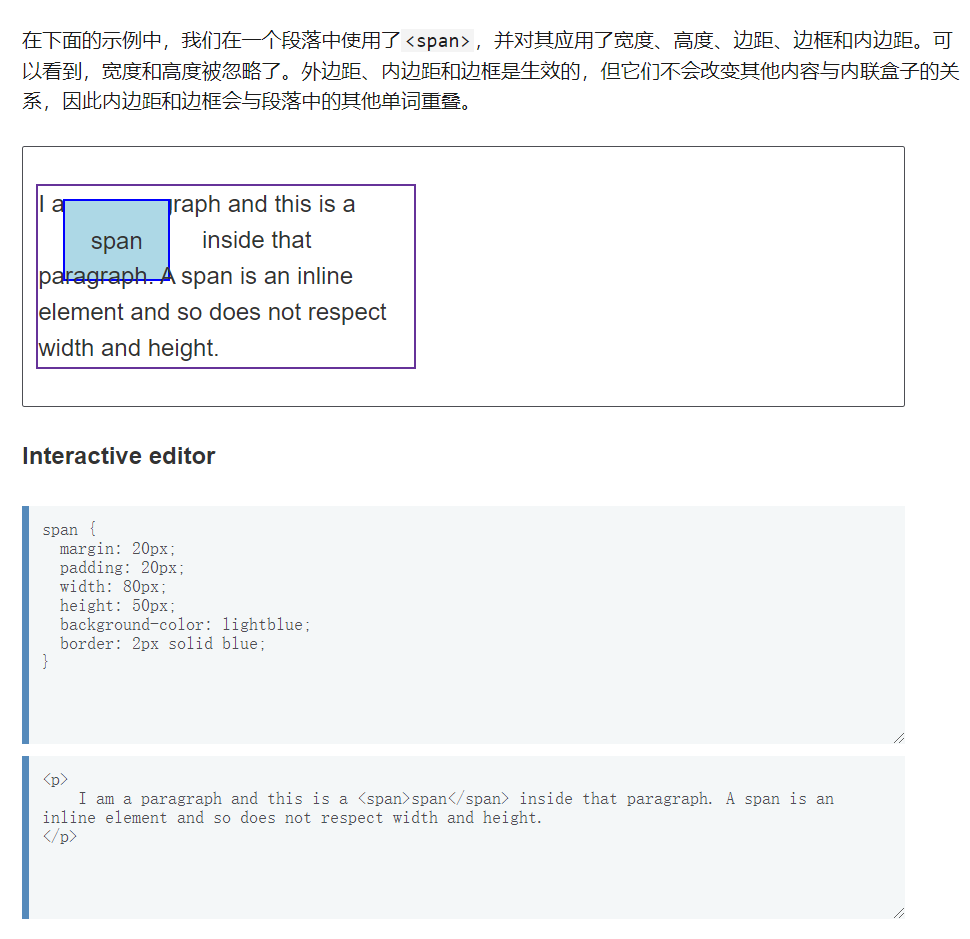 在下面的示例中，我们在一个段落中使用了<span>，并对其应用了宽度、高度、边距、边框和内边距。可
以看到，宽度和高度被忽略了。外边距、内边距和边框是生效的，但它们不会改变其他内容与内联盒子的关
系，因此内边距和边框会与段落中的其他单词重叠。
I a raph and this is a
span inside that
paragraph. A span is an inline
element and so does not respect
width and height.
Interactive editor
span {
  margin: 20px;
  padding: 20px;
  width: 80px;
  height: 50px;
  background-color: lightblue;
  border: 2px solid blue;
}
<p>
    I am a paragraph and this is a <span>span</span> inside that paragraph. A span is an
inline element and so does not respect width and height.
</p>